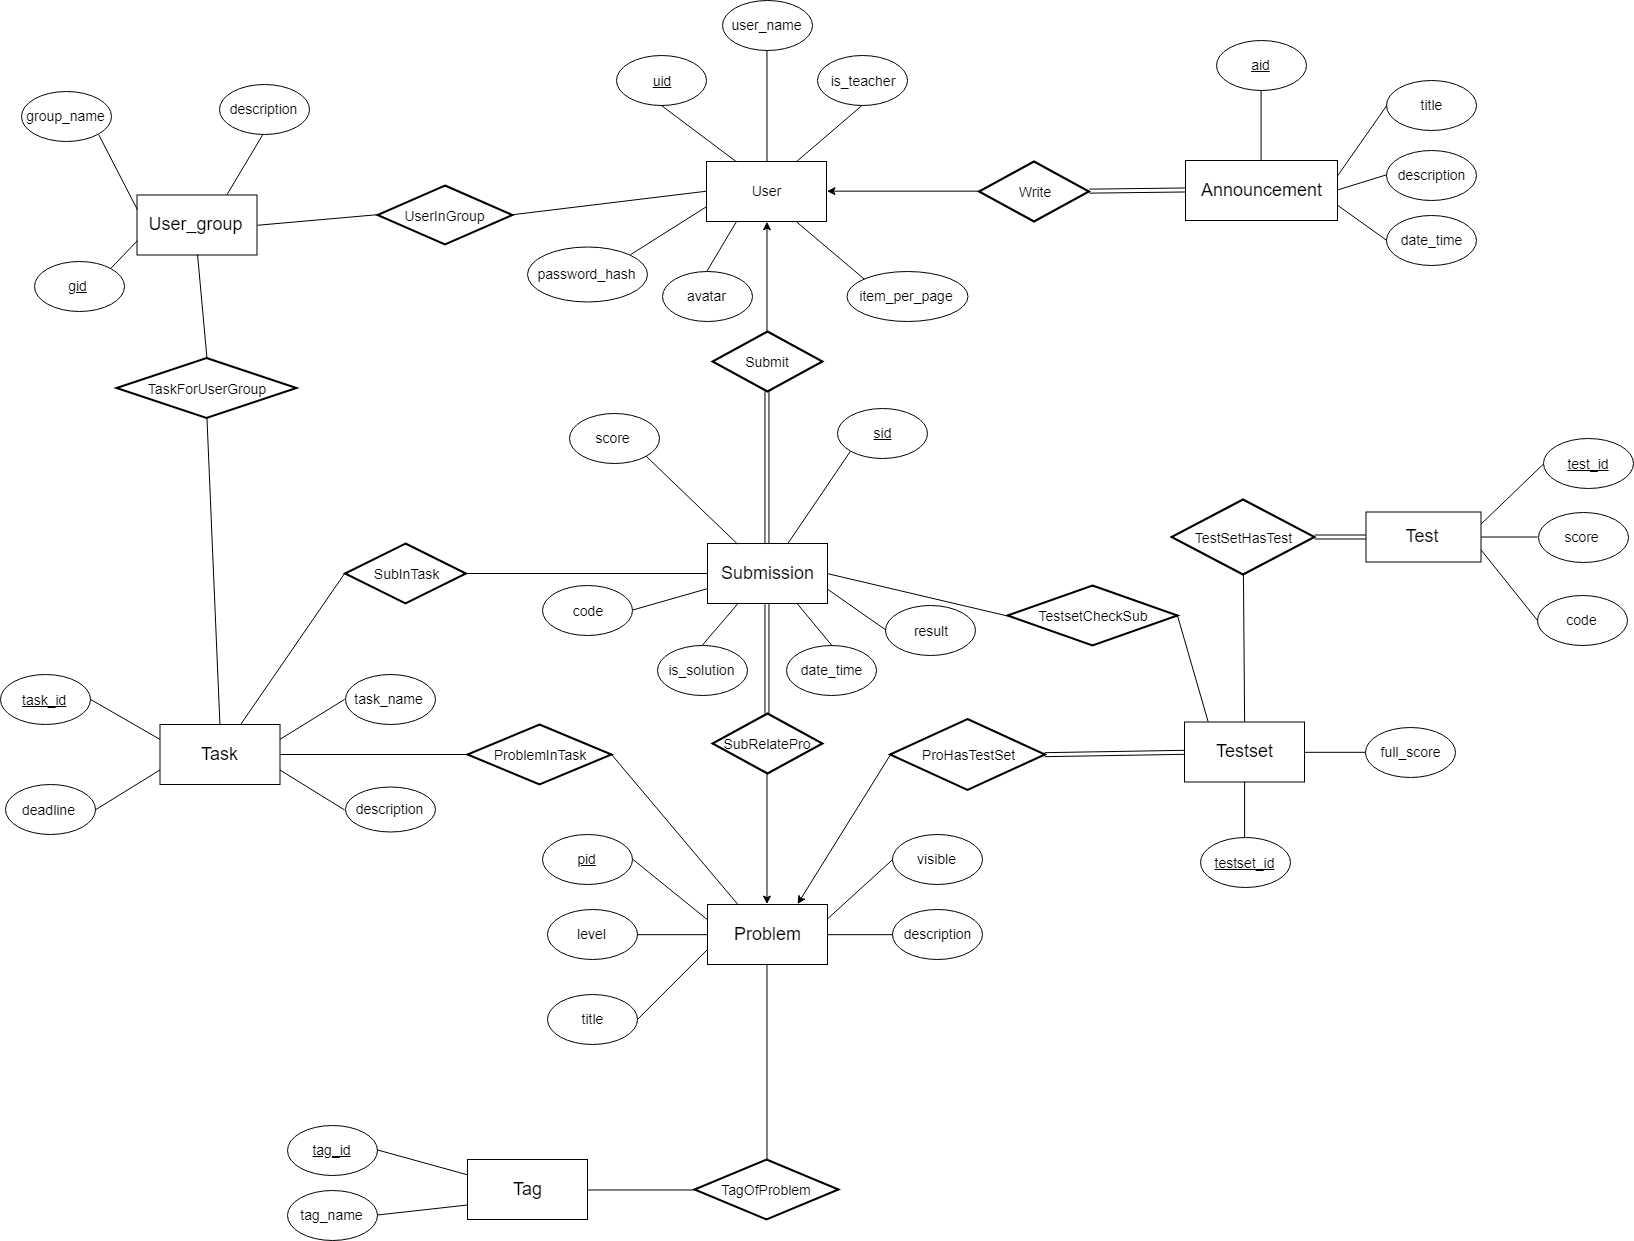 user_name
uid
is_teacher
aid
title
group_name
description
User
Write
Announcement
description
User_group
UserInGroup
date_time
gid
password_hash
avatar
item_per_page
Submit
TaskForUserGroup
score
sid
test_id
TestSetHasTest
Test
score
SubInTask
Submission
code
result
TestsetCheckSub
code
is_solution
date_time
task_id
task_name
Task
ProblemInTask
SubRelatePro
ProHasTestSet
Testset
full_score
deadline
description
pid
visible
testset_id
level
Problem
description
title
tag_id
Tag
TagOfProblem
tag_name